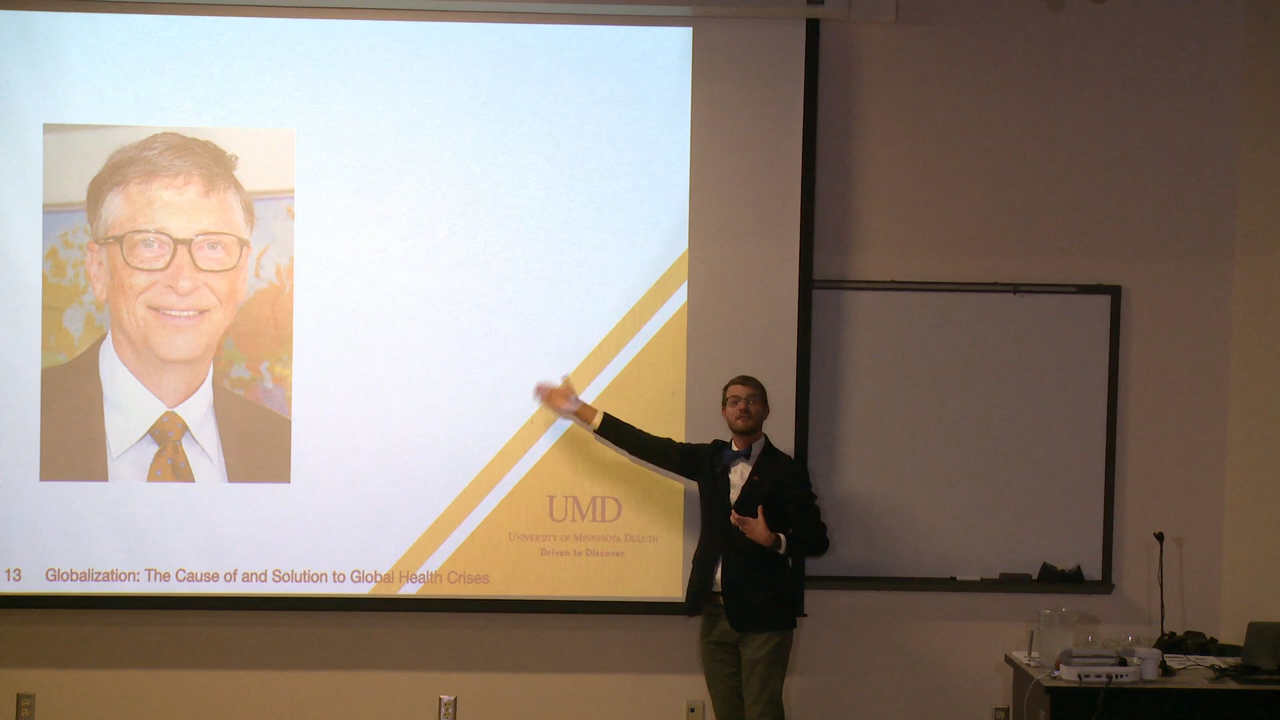 UMD
UNIVERSITY OF MINNESOTA DULUTH
Driven to Discover
13 Globalization: The Cause of and Solution to Global Health Crises